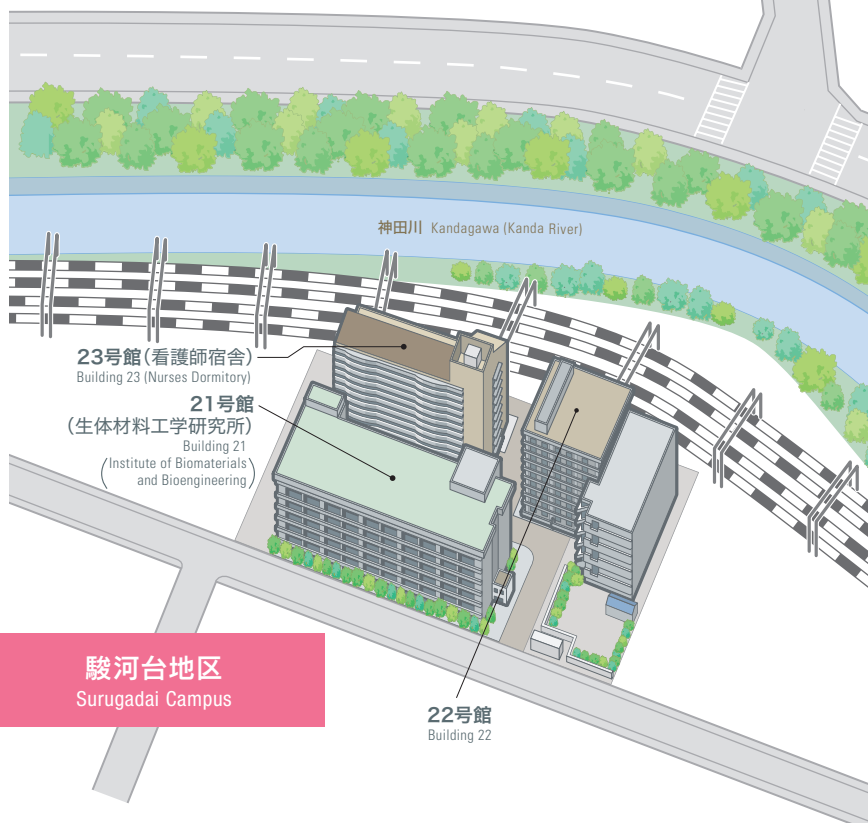 神田川 Kandagawa (Kanda River)
23号館(看護師宿舎)
Building 23 (Nurses Dormitory)
21号館
(生体材料工学研究所)
Building 21
(Institute of Biomaterials
and Bioengineering)
駿河台地区
Surugadai Campus
22号館
Building 22